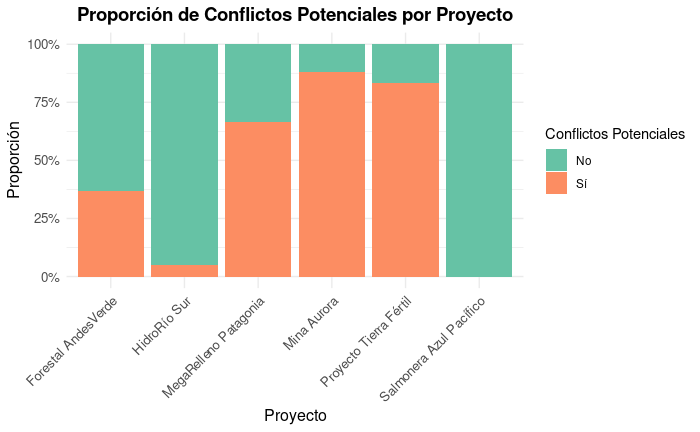 Proporción de Conflictos Potenciales por Proyecto
Proporción
100%
75%
50%
25%
0%
Forestal AndesVerde
HidroRío Sur
MegaRelleno Patagonia
Mina Aurora
Proyecto Tierra Fértil
Salmonera Azul Pacífico
Proyecto
Conflictos Potenciales
No
Sí